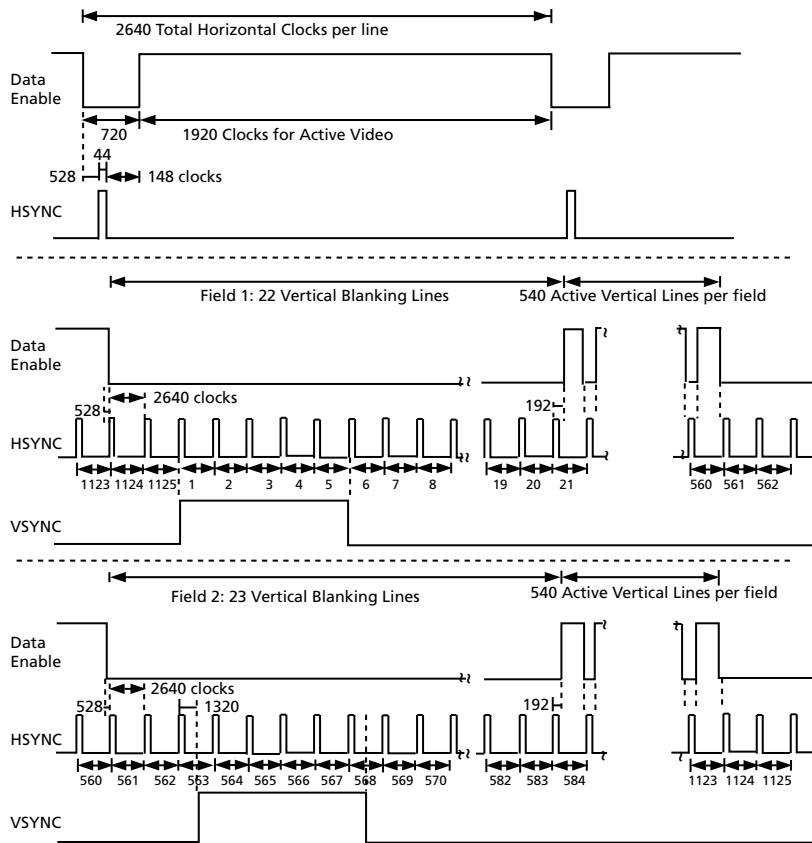 2640 Total Horizontal Clocks per line
Data
Enable
720
1920 Clocks for Active Video
44
528
148 clocks
HSYNC
Field 1: 22 Vertical Blanking Lines
540 Active Vertical Lines per field
Data
Enable
2640 clocks
528
192
HSYNC
1123 1124 1125 1 2 3 4 5 6 7 8 19 20 21 560 561 562
VSYNC
Field 2: 23 Vertical Blanking Lines
540 Active Vertical Lines per field
Data
Enable
2640 clocks
528
1320
192
HSYNC
560 561 562 563 564 565 566 567 568 569 570 582 583 584 1123 1124 1125
VSYNC